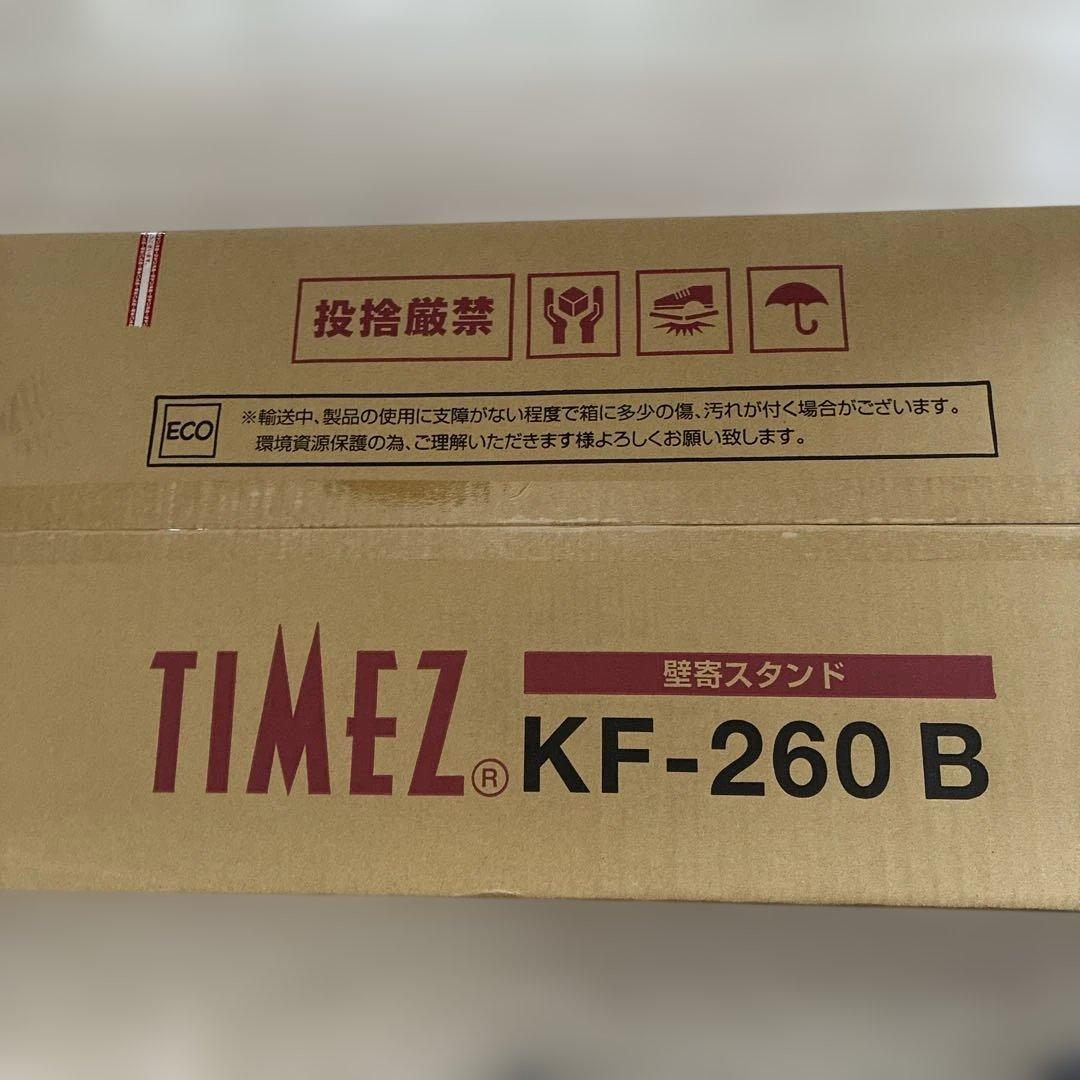 投捨厳禁
ECO
※輸送中、製品の使用に支障がない程度で箱に多少の傷、汚れが付く場合がございます。
環境資源保護の為、ご理解いただきます様よろしくお願い致します。
TIMEZ®
壁寄スタンド
KF-260 B